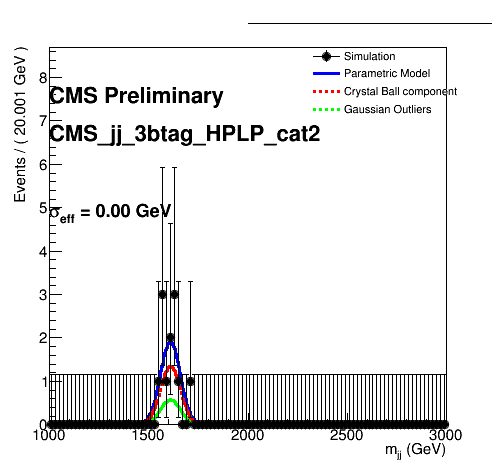 Simulation
Parametric Model
Crystal Ball component
Gaussian Outliers
CMS Preliminary
CMS_jj_3btag_HPLP_cat2
σeff = 0.00 GeV
Events / ( 20.001 GeV )
8
7
6
5
4
3
2
1
0
1000 1500 2000 2500 3000
mjj (GeV)